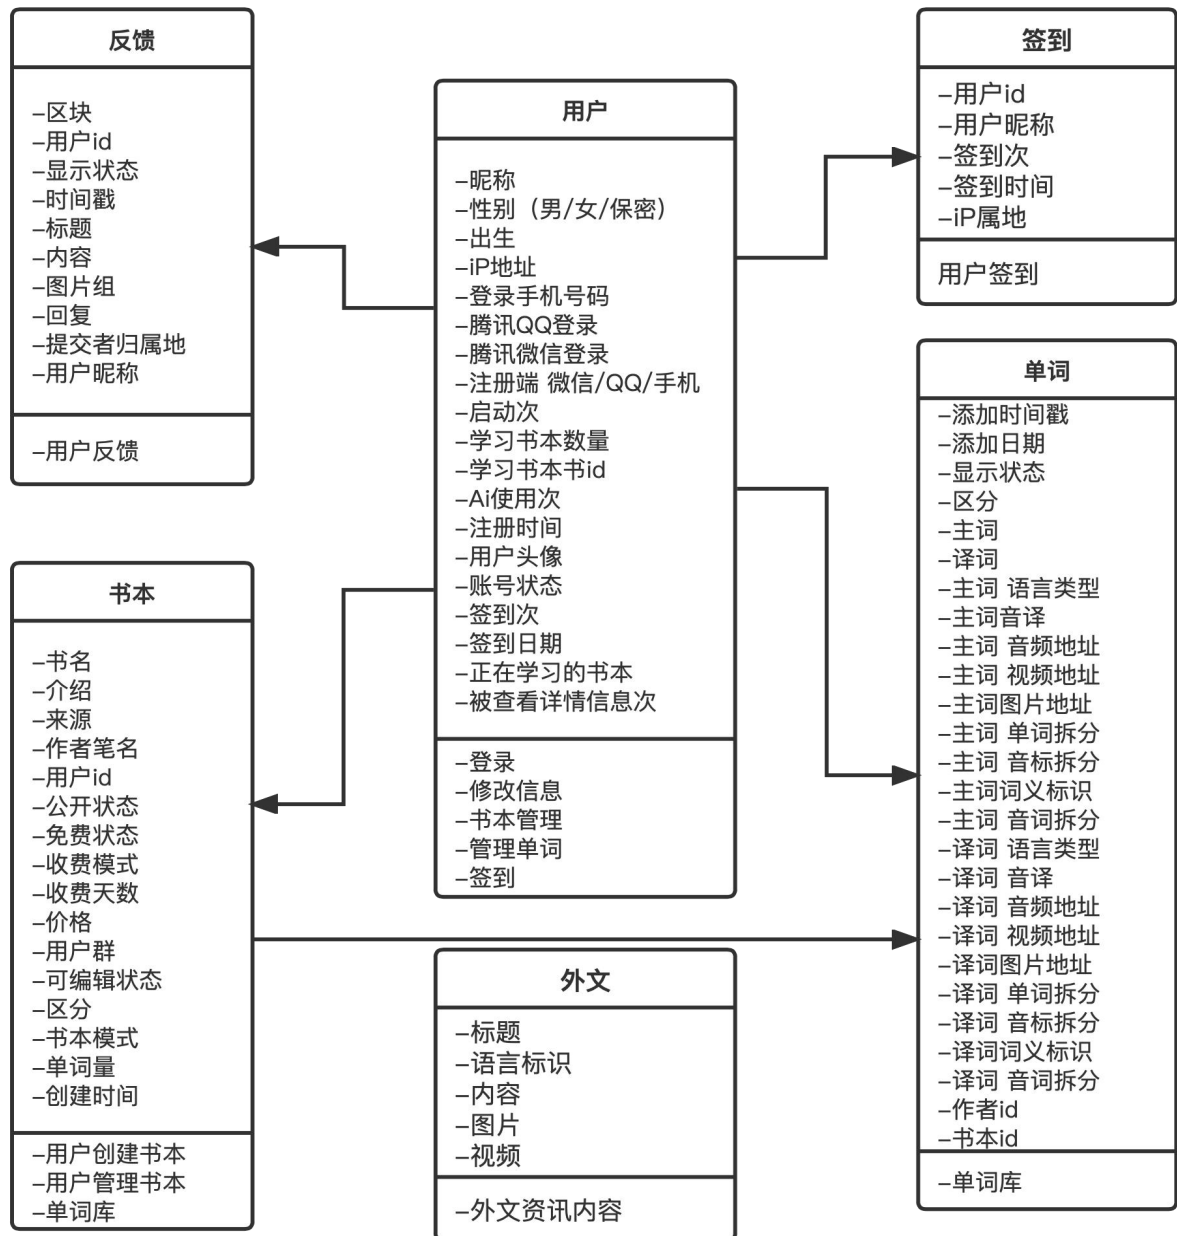 反馈
–区块
–用户id
–显示状态
–时间戳
–标题
–内容
–图片组
–回复
–提交者归属地
–用户昵称
–用户反馈
用户
–昵称
–性别（男/女/保密）
–出生
–iP地址
–登录手机号码
–腾讯QQ登录
–腾讯微信登录
–注册端 微信/QQ/手机
–启动次
–学习书本数量
–学习书本书id
–Ai使用次
–注册时间
–用户头像
–账号状态
–签到次
–签到日期
–正在学习的书本
–被查看详情信息次
–登录
–修改信息
–书本管理
–管理单词
–签到
签到
–用户id
–用户昵称
–签到次
–签到时间
–iP属地
用户签到
书本
–书名
–介绍
–来源
–作者笔名
–用户id
–公开状态
–免费状态
–收费模式
–收费天数
–价格
–用户群
–可编辑状态
–区分
–书本模式
–单词量
–创建时间
–用户创建书本
–用户管理书本
–单词库
外文
–标题
–语言标识
–内容
–图片
–视频
–外文资讯内容
单词
–添加时间戳
–添加日期
–显示状态
–区分
–主词
–译词
–主词 语言类型
–主词音译
–主词 音频地址
–主词 视频地址
–主词图片地址
–主词 单词拆分
–主词 音标拆分
–主词词义标识
–主词 音词拆分
–译词 语言类型
–译词 音译
–译词 音频地址
–译词 视频地址
–译词图片地址
–译词 单词拆分
–译词 音标拆分
–译词词义标识
–译词 音词拆分
–作者id
–书本id
–单词库